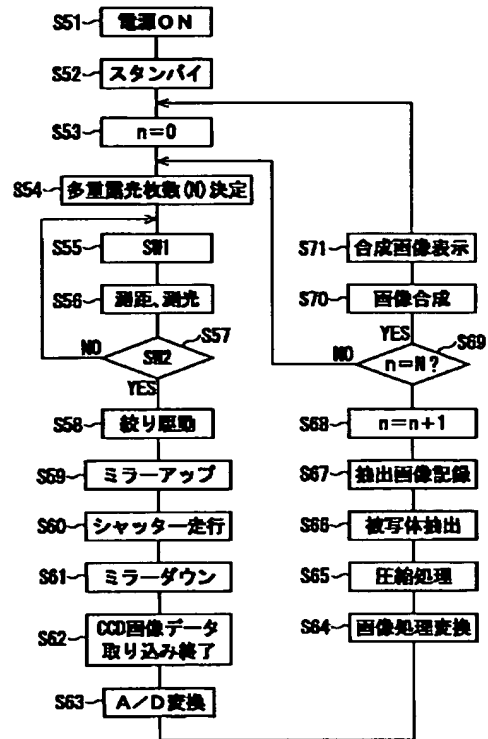 S51 電源ON
S52 スタンバイ
S53 n=0
S54 多重露光枚数(N)決定
S55 SW1
S56 測距、測光
S57
SW2
NO
YES
S58 絞り駆動
S59 ミラーアップ
S60 シャッター走行
S61 ミラーダウン
S62 CCD画像データ
取り込み終了
S63 A/D変換
S71 合成画像表示
S70 画像合成
YES
S69
NO
n=N?
S68 n=n+1
S67 抽出画像記録
S66 被写体抽出
S65 圧縮処理
S64 画像処理変換